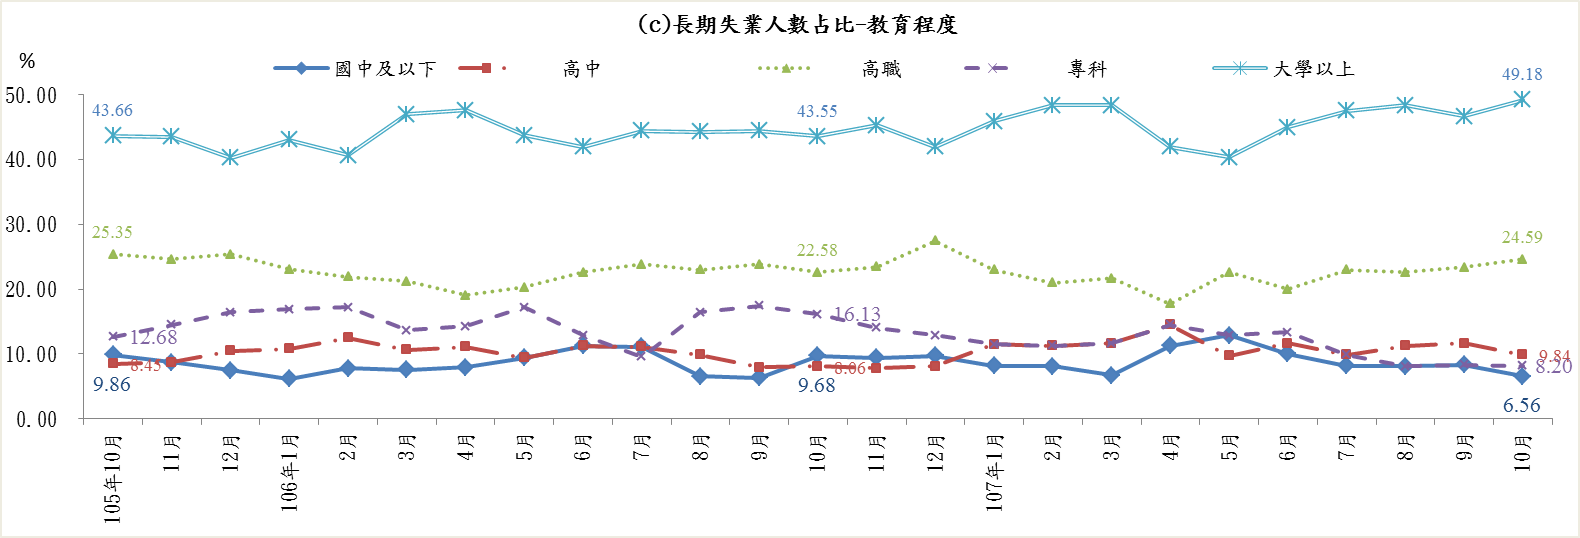 (c)長期失業人數占比-教育程度
%
國中及以下 高中 高職 專科 大學以上
50.00
40.00
30.00
20.00
10.00
0.00
43.66 43.55 49.18
25.35 22.58 24.59
12.68 16.13 8.20
8.45 8.06 9.84
9.86 9.68 6.56
105年10月 11月 12月 106年1月 2月 3月 4月 5月 6月 7月 8月 9月 10月 11月 12月 107年1月 2月 3月 4月 5月 6月 7月 8月 9月 10月